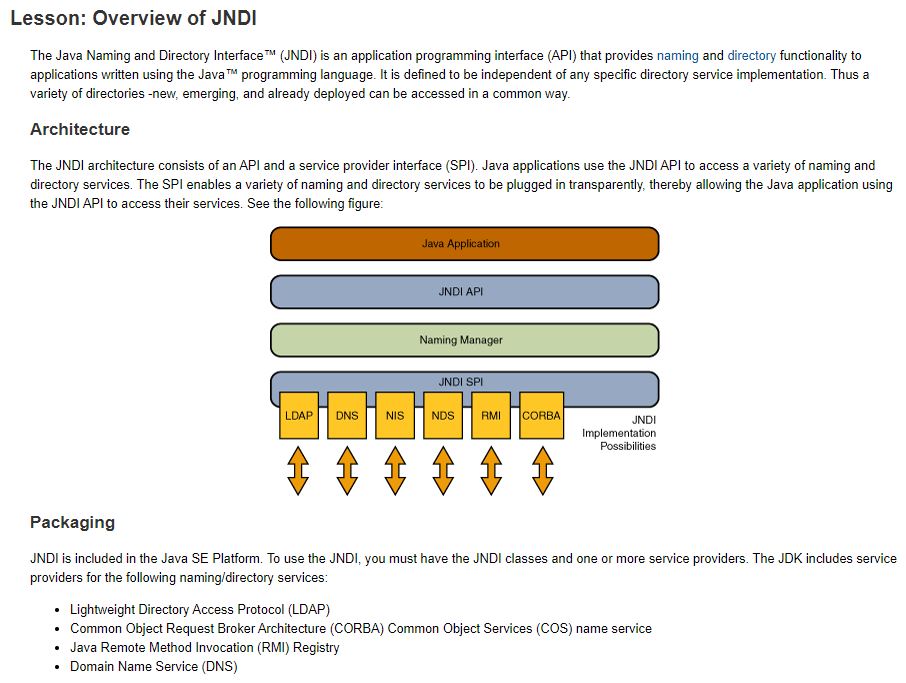 Lesson: Overview of JNDI
The Java Naming and Directory Interface™ (JNDI) is an application programming interface (API) that provides naming and directory functionality to
applications written using the Java™ programming language. It is defined to be independent of any specific directory service implementation. Thus a
variety of directories -new, emerging, and already deployed can be accessed in a common way.
Architecture
The JNDI architecture consists of an API and a service provider interface (SPI). Java applications use the JNDI API to access a variety of naming and
directory services. The SPI enables a variety of naming and directory services to be plugged in transparently, thereby allowing the Java application using
the JNDI API to access their services. See the following figure:
Java Application
JNDI API
Naming Manager
JNDI SPI
LDAP DNS NIS NDS RMI CORBA
JNDI
Implementation
Possibilities
Packaging
JNDI is included in the Java SE Platform. To use the JNDI, you must have the JNDI classes and one or more service providers. The JDK includes service
providers for the following naming/directory services:
• Lightweight Directory Access Protocol (LDAP)
• Common Object Request Broker Architecture (CORBA) Common Object Services (COS) name service
• Java Remote Method Invocation (RMI) Registry
• Domain Name Service (DNS)